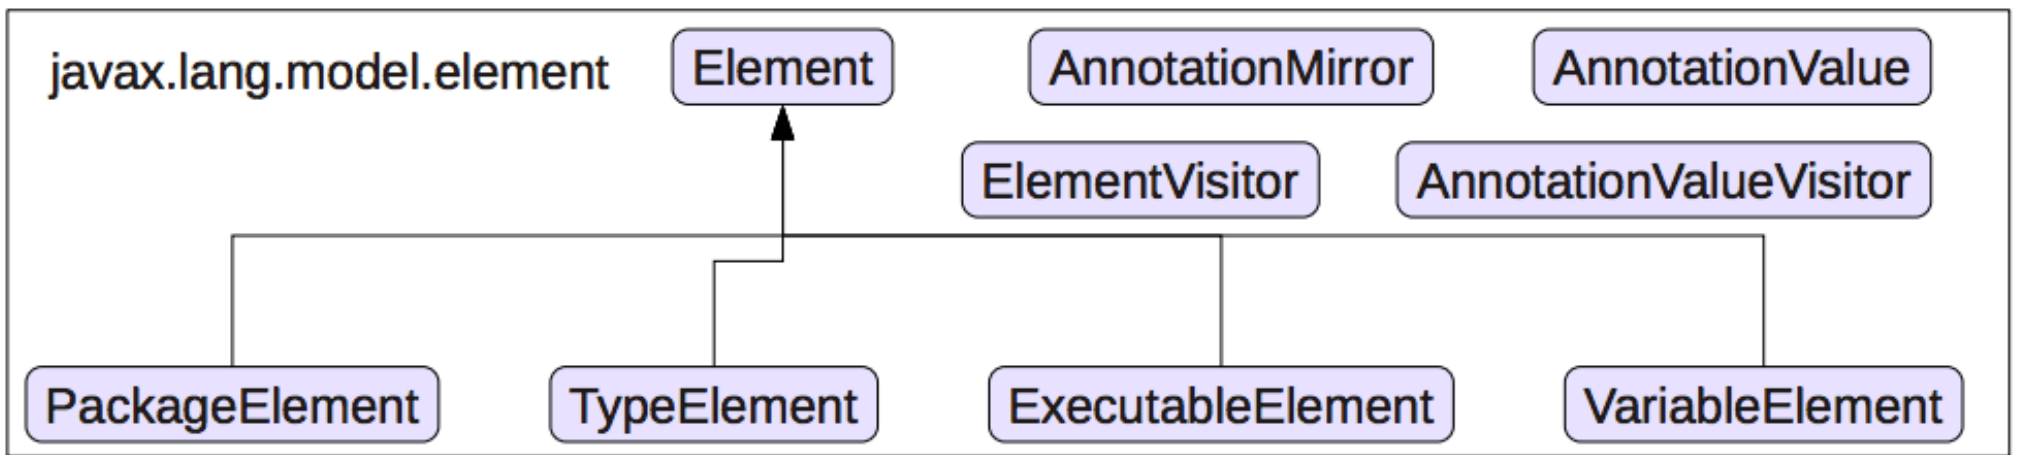 javax.lang.model.element
Element
AnnotationMirror
AnnotationValue
ElementVisitor
AnnotationValueVisitor
PackageElement
TypeElement
ExecutableElement
VariableElement